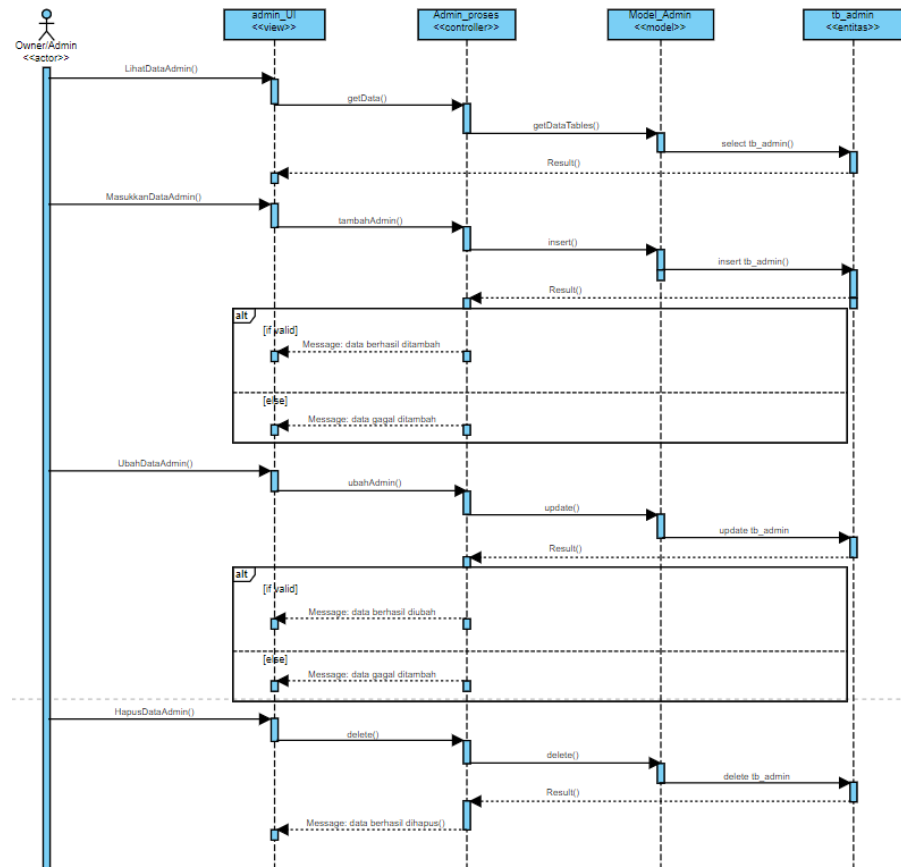 Owner/Admin
<<actor>>
admin_UI
<<view>>
Admin_proses
<<controller>>
Model_Admin
<<model>>
tb_admin
<<entitas>>
LihatDataAdmin()
getData()
getDataTables()
select tb_admin()
Result()
MasukkanDataAdmin()
tambahAdmin()
insert()
insert tb_admin()
Result()
alt
[if valid]
Message: data berhasil ditambah
[else]
Message: data gagal ditambah
UbahDataAdmin()
ubahAdmin()
update()
update tb_admin
Result()
alt
[if valid]
Message: data berhasil diubah
[else]
Message: data gagal ditambah
HapusDataAdmin()
delete()
delete()
delete tb_admin
Result()
Message: data berhasil dihapus()